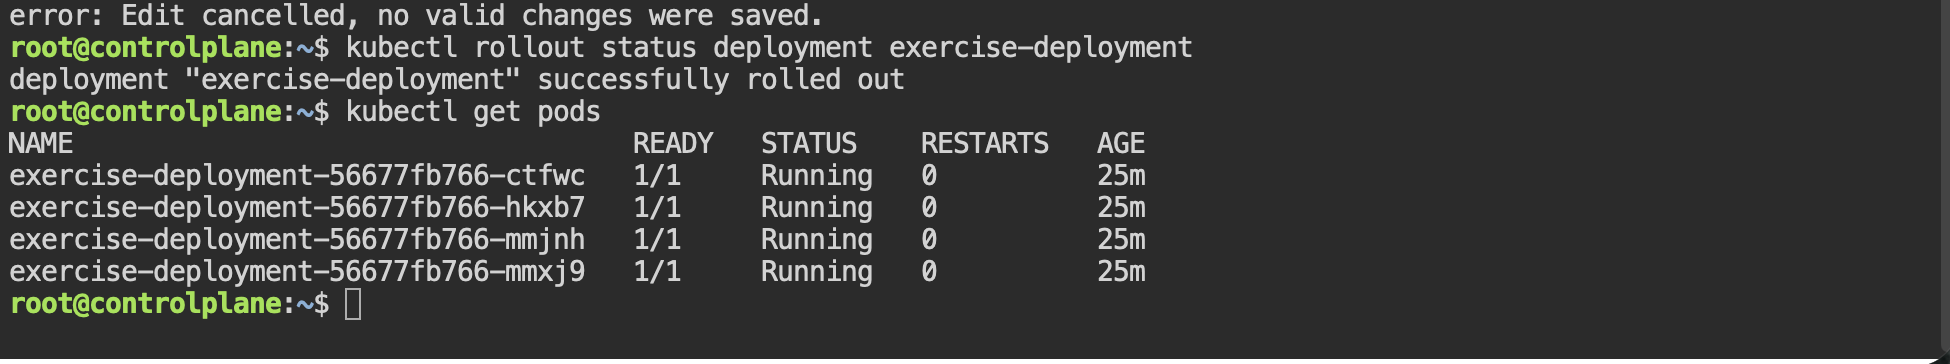 error: Edit cancelled, no valid changes were saved.
root@controlplane:~$ kubectl rollout status deployment exercise-deployment
deployment "exercise-deployment" successfully rolled out
root@controlplane:~$ kubectl get pods
NAME                                   READY   STATUS    RESTARTS   AGE
exercise-deployment-56677fb766-ctfwc   1/1     Running   0          25m
exercise-deployment-56677fb766-hkxb7   1/1     Running   0          25m
exercise-deployment-56677fb766-mmjnh   1/1     Running   0          25m
exercise-deployment-56677fb766-mmxj9   1/1     Running   0          25m
root@controlplane:~$